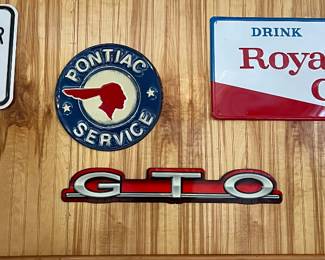 PONTIAC
SERVICE
DRINK
Roya
C
GTO